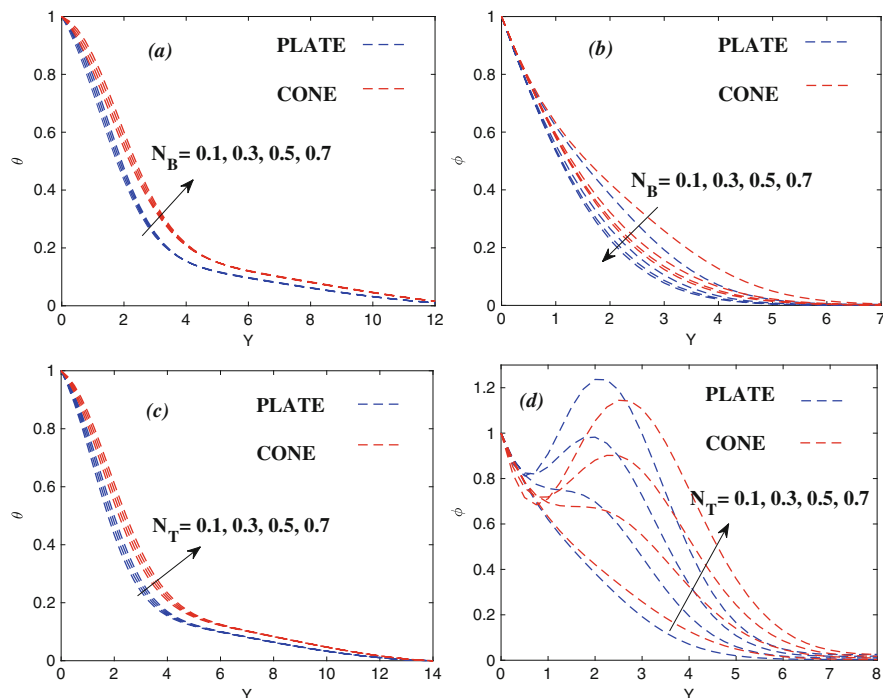 (a)
PLATE
CONE
N_B = 0.1, 0.3, 0.5, 0.7
θ
1
0.8
0.6
0.4
0.2
0
0 2 4 6 8 10 12
Y
(b)
PLATE
CONE
N_B = 0.1, 0.3, 0.5, 0.7
ϕ
1
0.8
0.6
0.4
0.2
0
0 1 2 3 4 5 6 7
Y
(c)
PLATE
CONE
N_T = 0.1, 0.3, 0.5, 0.7
θ
1
0.8
0.6
0.4
0.2
0
0 2 4 6 8 10 12 14
Y
(d)
PLATE
CONE
N_T = 0.1, 0.3, 0.5, 0.7
ϕ
1.2
1
0.8
0.6
0.4
0.2
0
0 1 2 3 4 5 6 7 8
Y